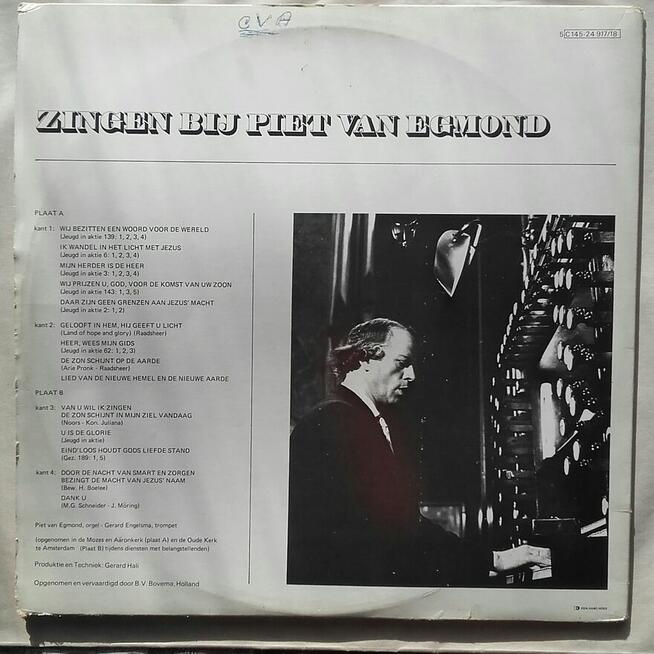 CVA
5C 145-24 917/18
ZINGEN BIJ PIET VAN EGMOND
PLAAT A
kant 1: WIJ BEZITTEN EEN WOORD VOOR DE WERELD
(Jeugd in aktie 139: 1, 2, 3, 4)
IK WANDEL IN HET LICHT MET JEZUS
(Jeugd in aktie 6: 1, 2, 3, 4)
MIJN HERDER IS DE HEER
(Jeugd in aktie 3: 1, 2, 3, 4)
WIJ PRIJZEN U, GOD, VOOR DE KOMST VAN UW ZOON
(Jeugd in aktie 143: 1, 3, 5)
DAAR ZIJN GEEN GRENZEN AAN JEZUS' MACHT
(Jeugd in aktie 2: 1, 2)
kant 2: GELOOFT IN HEM, HIJ GEEFT U LICHT
(Land of hope and glory) (Raadsheer)
HEER, WEES MIJN GIDS
(Jeugd in aktie 62: 1, 2, 3)
DE ZON SCHIJNT OP DE AARDE
(Arie Pronk - Raadsheer)
LIED VAN DE NIEUWE HEMEL EN DE NIEUWE AARDE
PLAAT B
kant 3: VAN U WIL IK ZINGEN
DE ZON SCHIJNT IN MIJN ZIEL VANDAAG
(Noors - Kon. Juliana)
U IS DE GLORIE
(Jeugd in aktie)
EIND'LOOS HOUDT GODS LIEFDE STAND
(Gez. 189: 1, 5)
kant 4: DOOR DE NACHT VAN SMART EN ZORGEN
BEZINGT DE MACHT VAN JEZUS' NAAM
(Bew. H. Boelee)
DANK U
(M.G. Schneider - J. Möring)
Piet van Egmond, orgel - Gerard Engelsma, trompet
(opgenomen in de Mozes en Aäronkerk (plaat A) en de Oude Kerk
te Amsterdam (Plaat B) tijdens diensten met belangstellenden)
Produktie en Techniek: Gerard Hali
Opgenomen en vervaardigd door B.V. Bovema, Holland